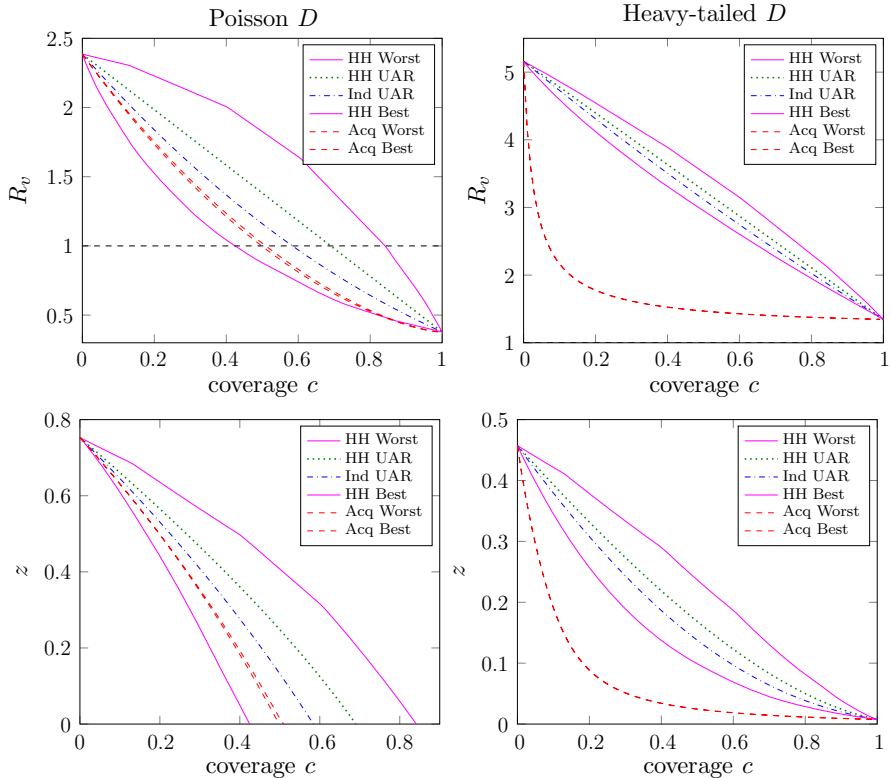 Poisson D
Heavy-tailed D
2.5
2
1.5
1
0.5
R_v
0
0.2
0.4
0.6
0.8
1
coverage c
HH Worst
HH UAR
Ind UAR
HH Best
Acq Worst
Acq Best
5
4
3
2
1
R_v
0
0.2
0.4
0.6
0.8
1
coverage c
HH Worst
HH UAR
Ind UAR
HH Best
Acq Worst
Acq Best
0.8
0.6
0.4
0.2
0
z
0
0.2
0.4
0.6
0.8
coverage c
HH Worst
HH UAR
Ind UAR
HH Best
Acq Worst
Acq Best
0.5
0.4
0.3
0.2
0.1
0
z
0
0.2
0.4
0.6
0.8
1
coverage c
HH Worst
HH UAR
Ind UAR
HH Best
Acq Worst
Acq Best